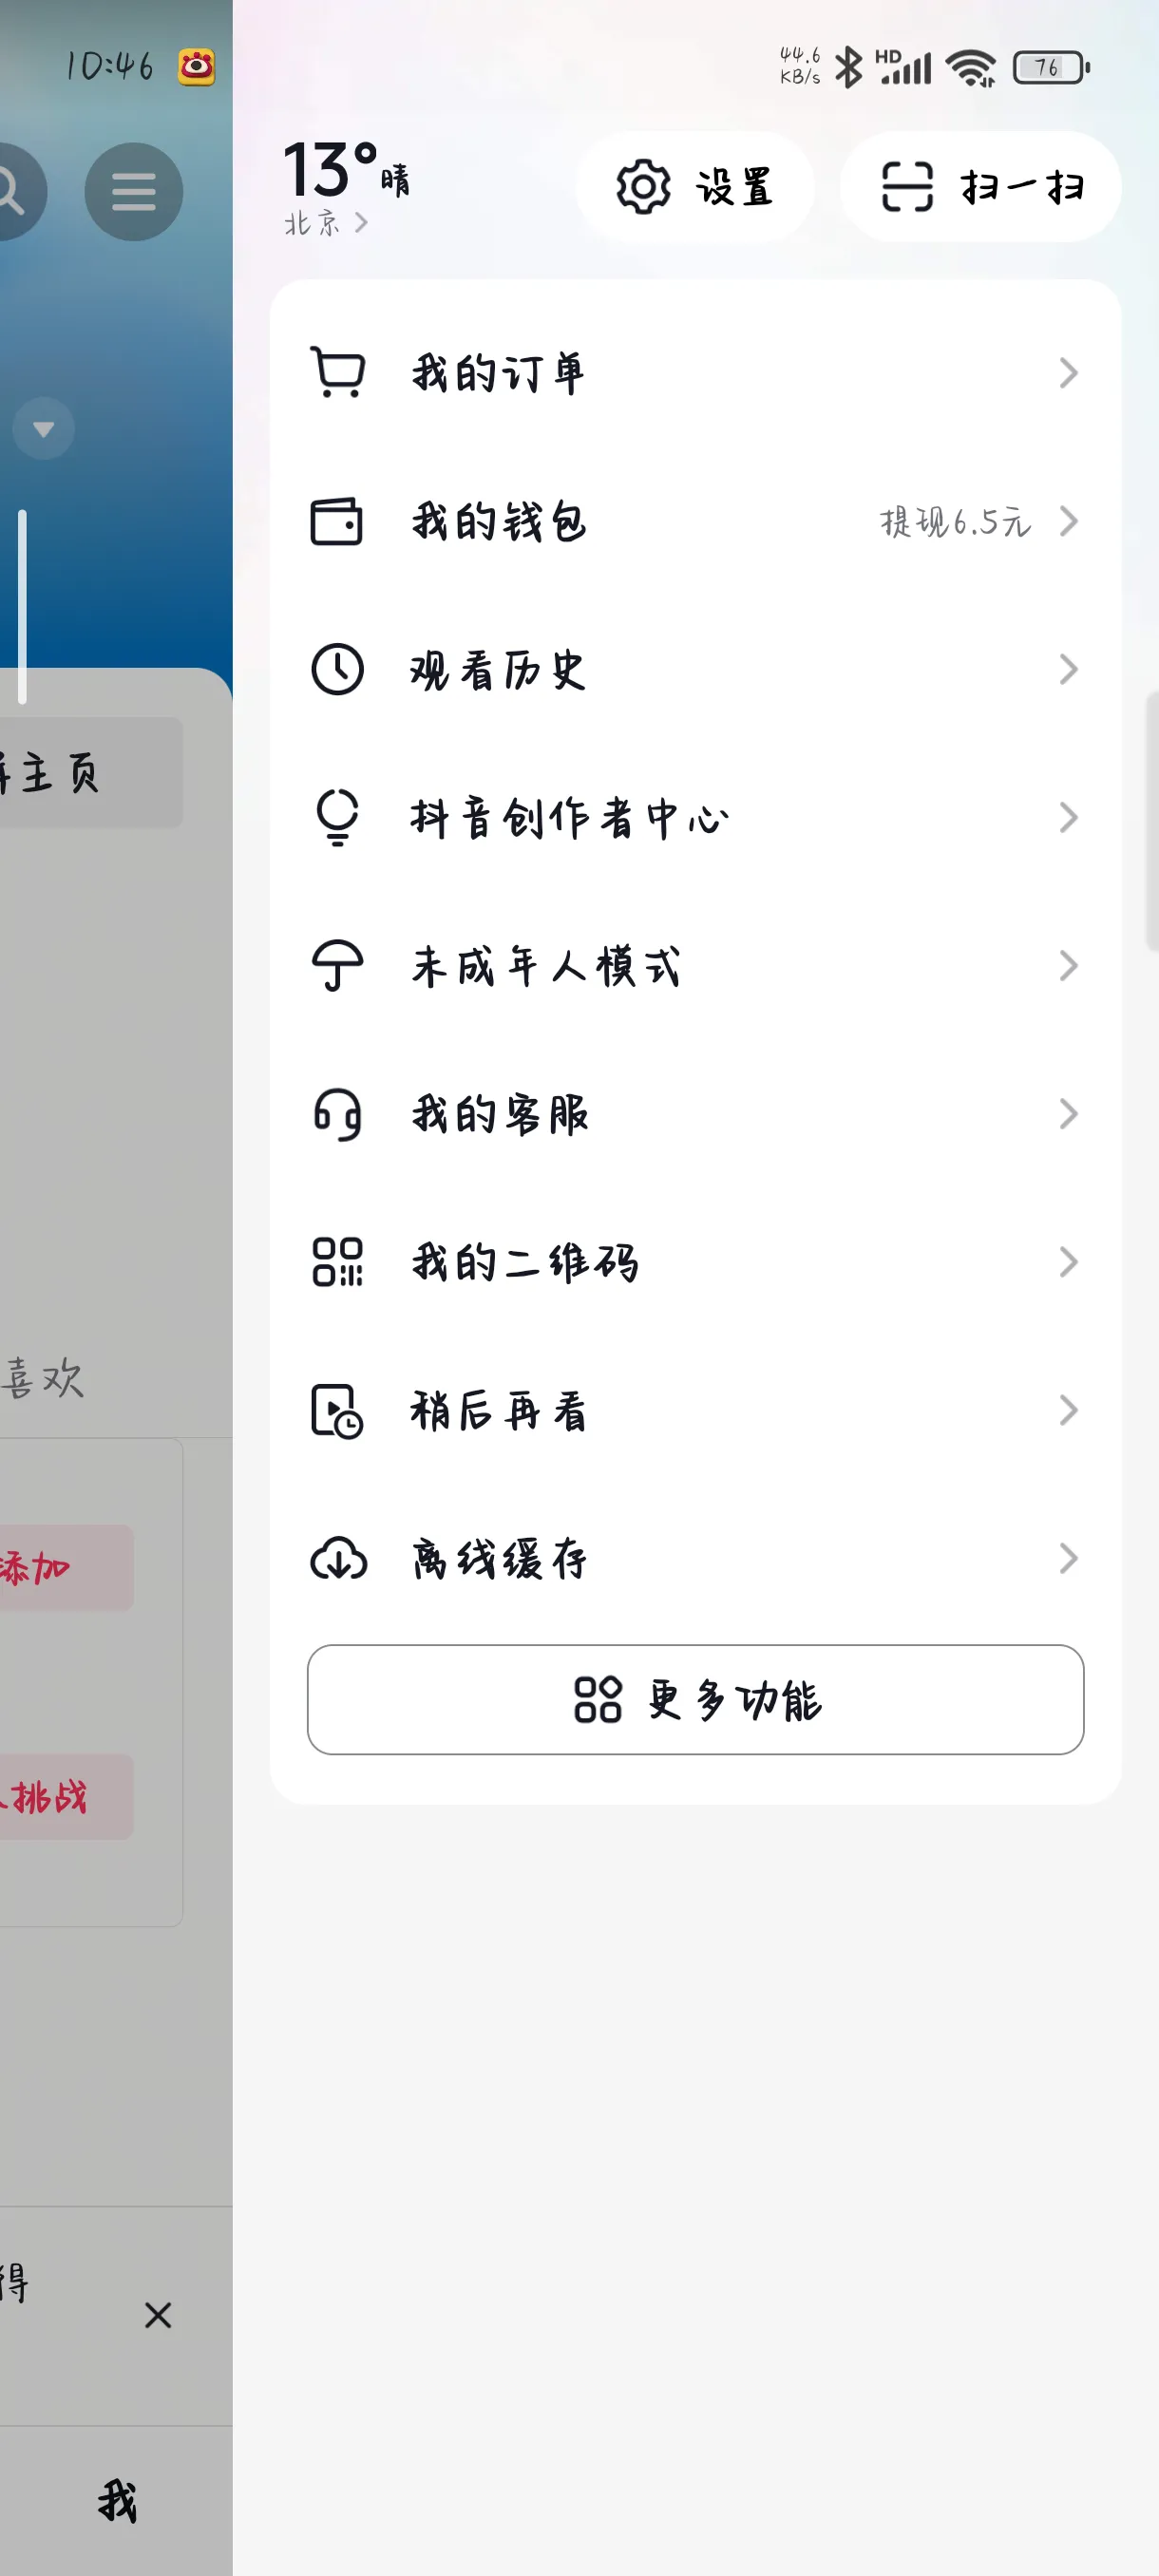 10:46
44.6
KB/s
HD
76
13°晴
北京
设置
扫一扫
我的订单
我的钱包
提现6.5元
观看历史
主页
抖音创作者中心
未成年人模式
我的客服
我的二维码
喜欢
稍后再看
添加
离线缓存
更多功能
挑战
得
我